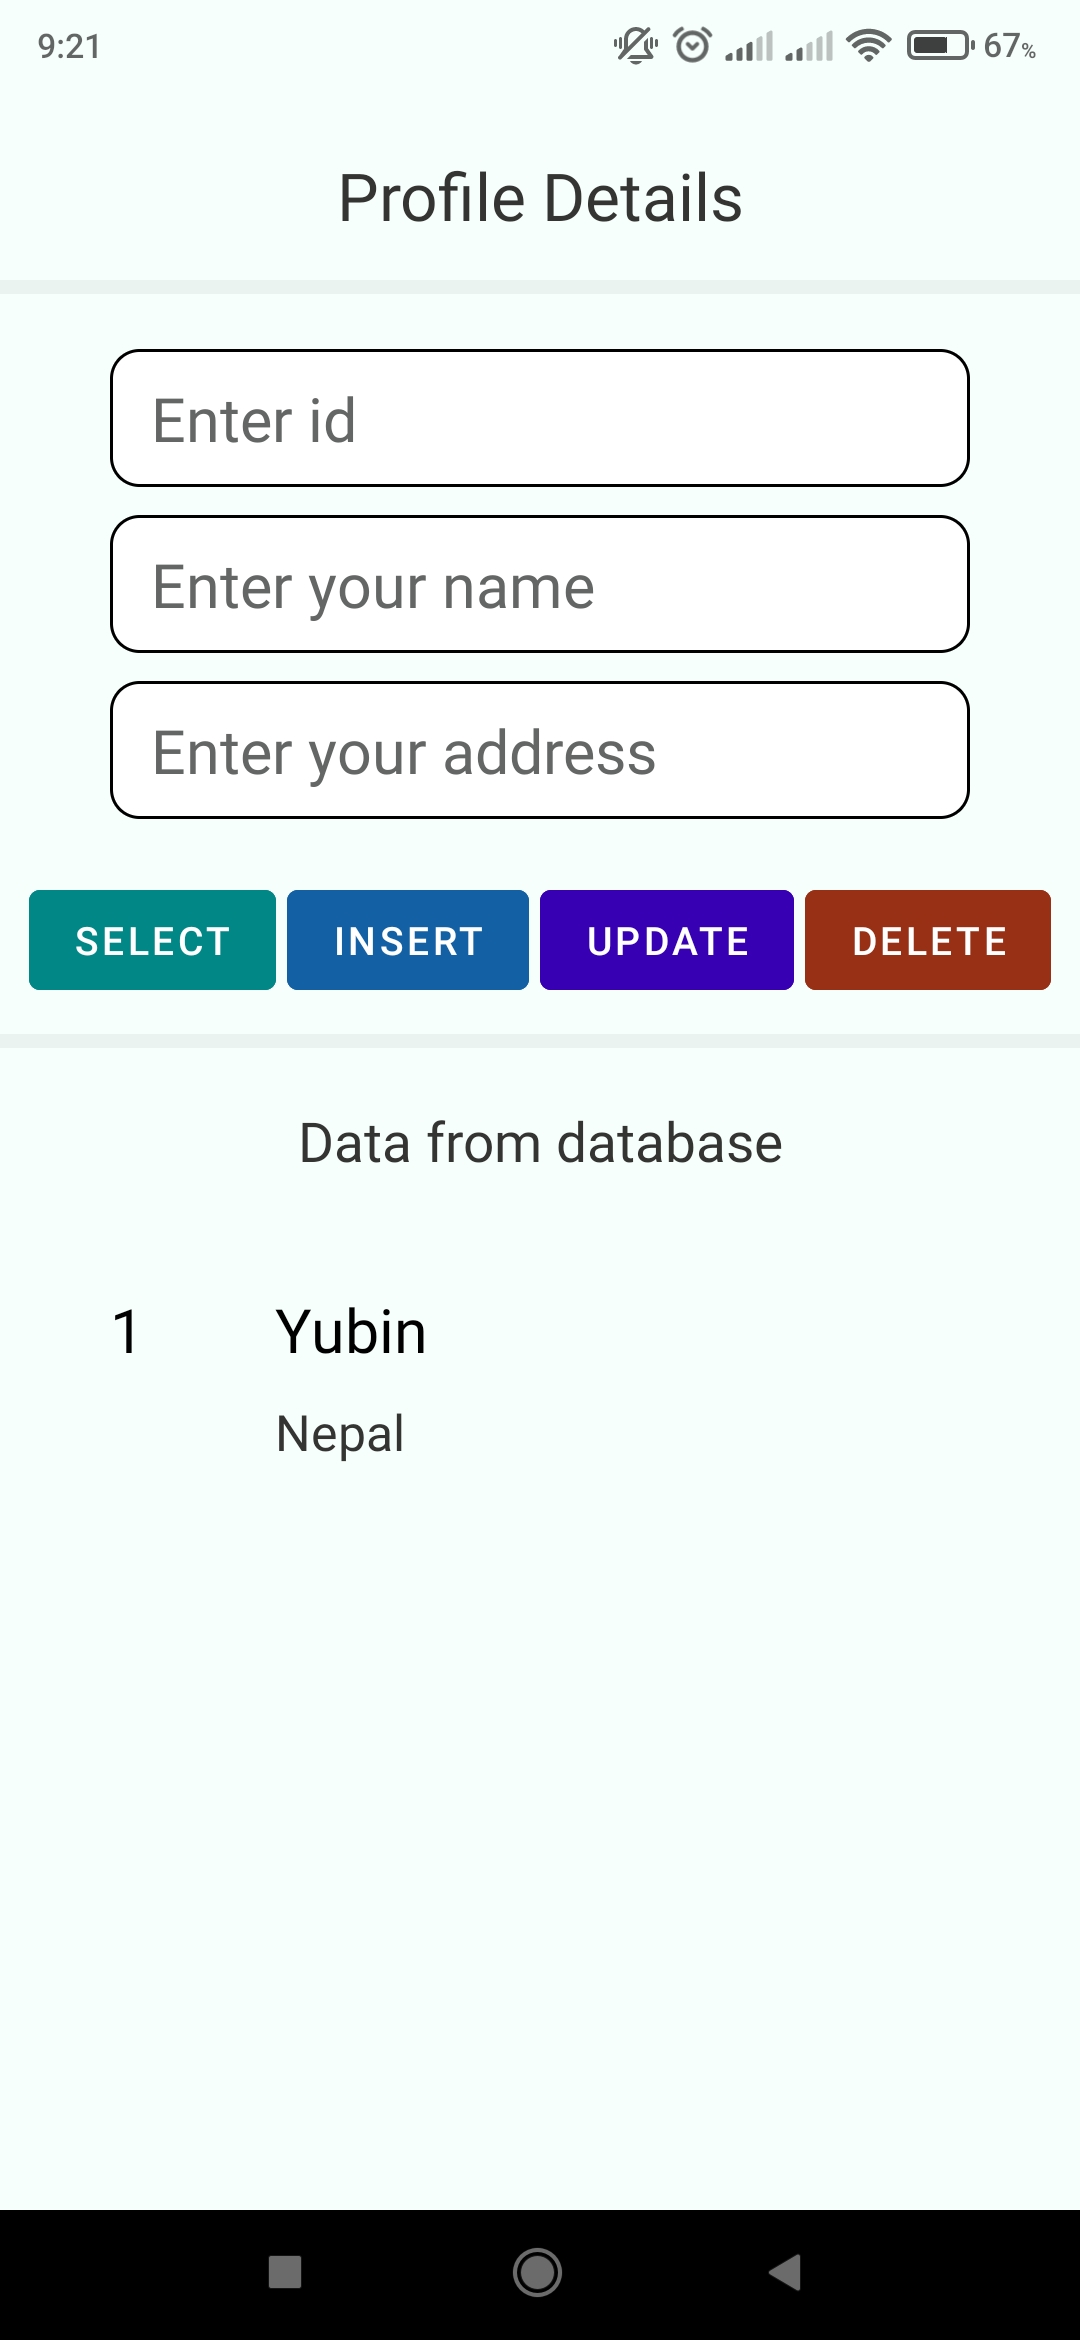 9:21 67%
Profile Details
Enter id
Enter your name
Enter your address
SELECT INSERT UPDATE DELETE
Data from database
1 Yubin
Nepal